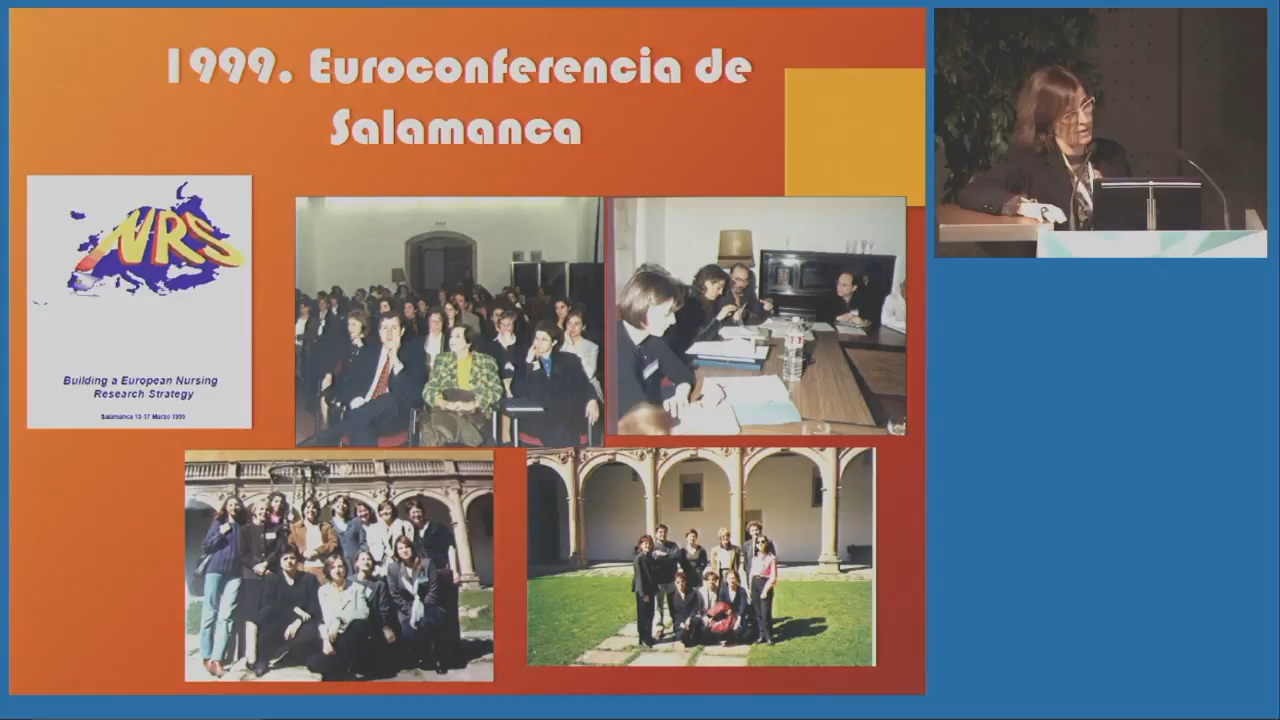 1999. Euroconferencia de
Salamanca
NRS
Building a European Nursing
Research Strategy
Salamanca 13-17 Marzo 1999